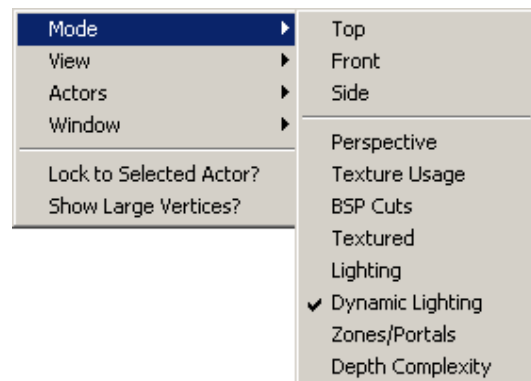 Mode
View
Actors
Window
Lock to Selected Actor?
Show Large Vertices?
Top
Front
Side
Perspective
Texture Usage
BSP Cuts
Textured
Lighting
Dynamic Lighting
Zones/Portals
Depth Complexity